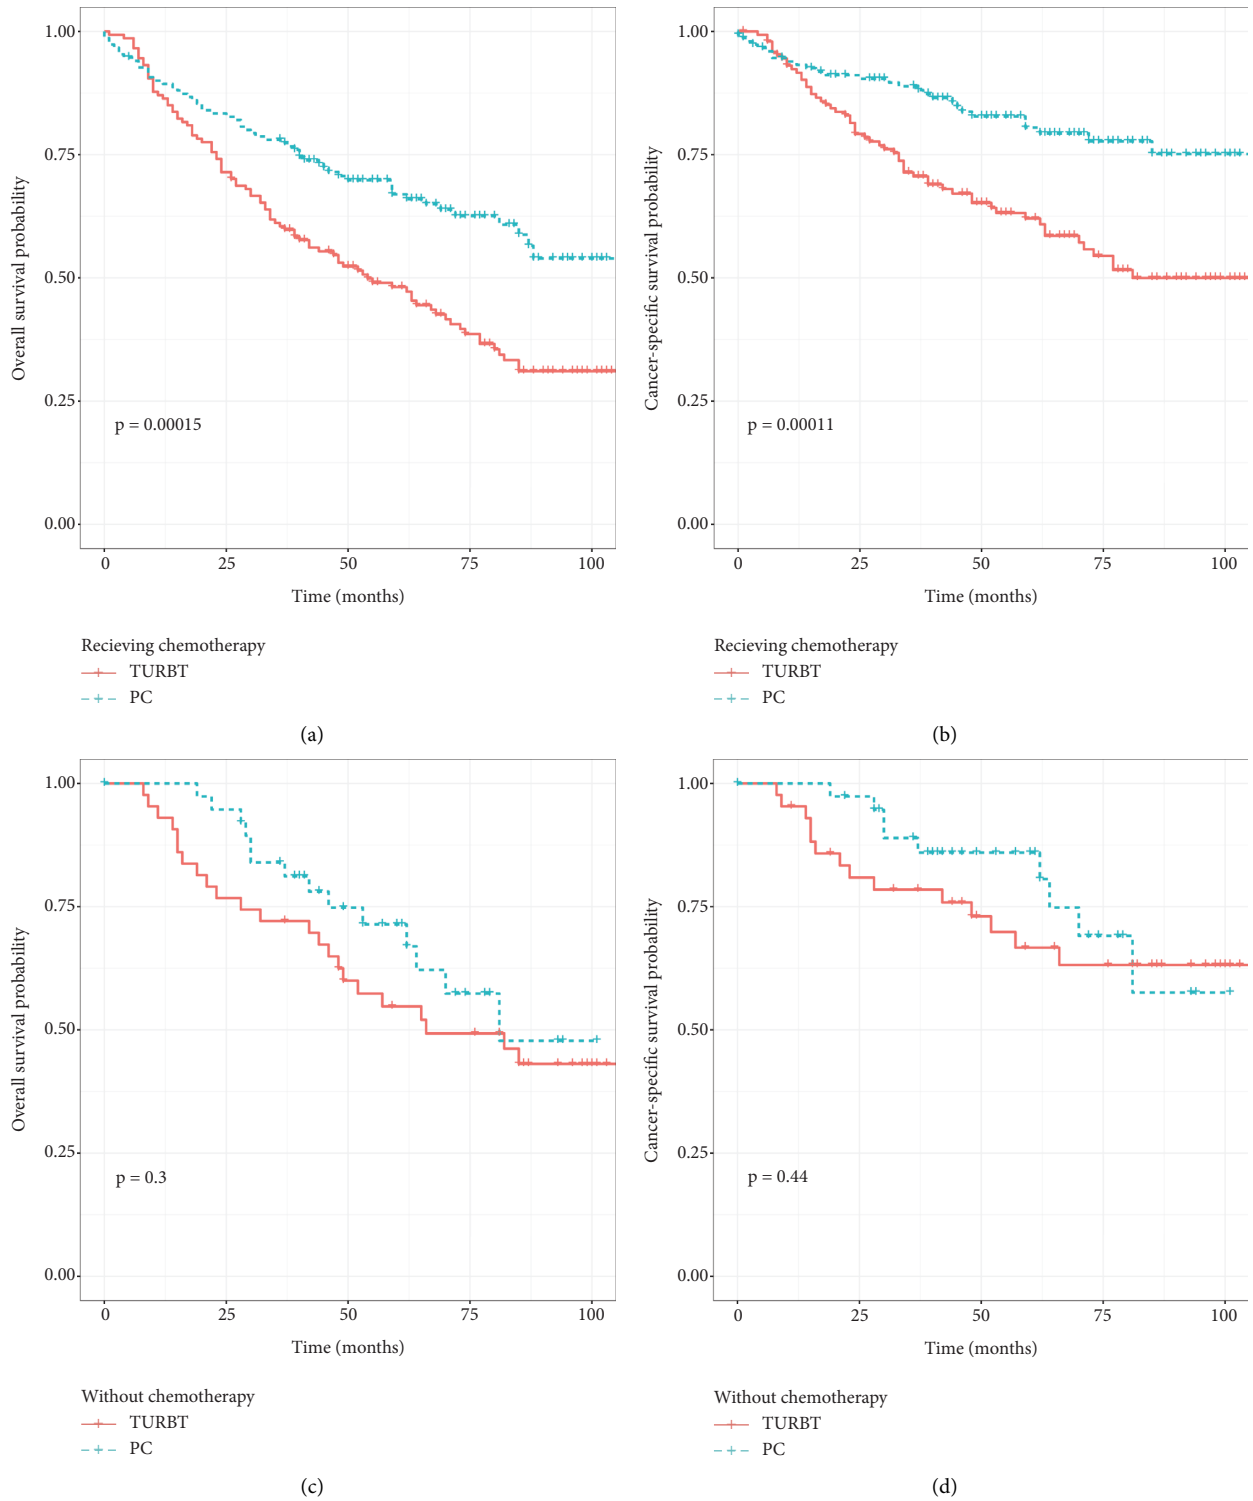 1.00
0.75
0.50
0.25
0.00
Overall survival probability
p = 0.00015
0 25 50 75 100
Time (months)
Recieving chemotherapy
TURBT
PC
(a)
1.00
0.75
0.50
0.25
0.00
Cancer-specific survival probability
p = 0.00011
0 25 50 75 100
Time (months)
Recieving chemotherapy
TURBT
PC
(b)
1.00
0.75
0.50
0.25
0.00
Overall survival probability
p = 0.3
0 25 50 75 100
Time (months)
Without chemotherapy
TURBT
PC
(c)
1.00
0.75
0.50
0.25
0.00
Cancer-specific survival probability
p = 0.44
0 25 50 75 100
Time (months)
Without chemotherapy
TURBT
PC
(d)